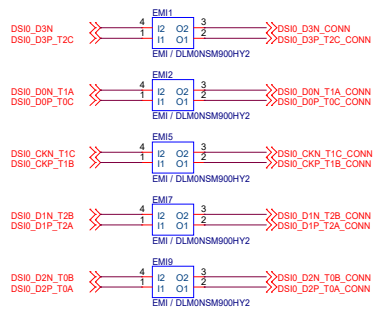 EMI1
DSI0_D3N 4 I2 O2 3 DSI0_D3N_CONN
DSI0_D3P_T2C 1 I1 O1 2 DSI0_D3P_T2C_CONN
EMI / DLM0NSM900HY2
EMI2
DSI0_D0N_T1A 4 I2 O2 3 DSI0_D0N_T1A_CONN
DSI0_D0P_T0C 1 I1 O1 2 DSI0_D0P_T0C_CONN
EMI / DLM0NSM900HY2
EMI5
DSI0_CKN_T1C 4 I2 O2 3 DSI0_CKN_T1C_CONN
DSI0_CKP_T1B 1 I1 O1 2 DSI0_CKP_T1B_CONN
EMI / DLM0NSM900HY2
EMI7
DSI0_D1N_T2B 4 I2 O2 3 DSI0_D1N_T2B_CONN
DSI0_D1P_T2A 1 I1 O1 2 DSI0_D1P_T2A_CONN
EMI / DLM0NSM900HY2
EMI9
DSI0_D2N_T0B 4 I2 O2 3 DSI0_D2N_T0B_CONN
DSI0_D2P_T0A 1 I1 O1 2 DSI0_D2P_T0A_CONN
EMI / DLM0NSM900HY2